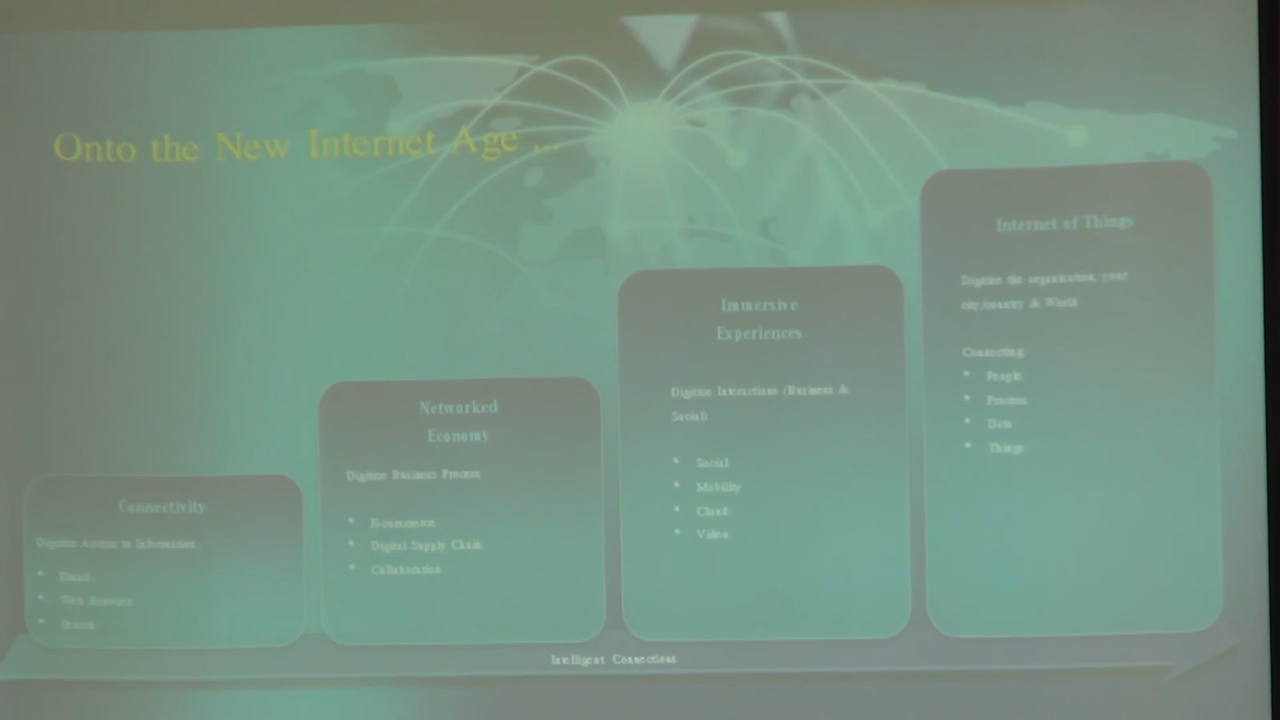 Onto the New Internet Age ...
Connectivity
Digitize Access to Information
Email
Web Browser
Search
Networked
Economy
Digitize Business Process
E-commerce
Digital Supply Chain
Collaboration
Immersive
Experiences
Digitize Interactions (Business &
Social)
Social
Mobility
Cloud
Video
Internet of Things
Digitize the organization, your
city/country & World
Connecting:
People
Process
Data
Things
Intelligent Connections